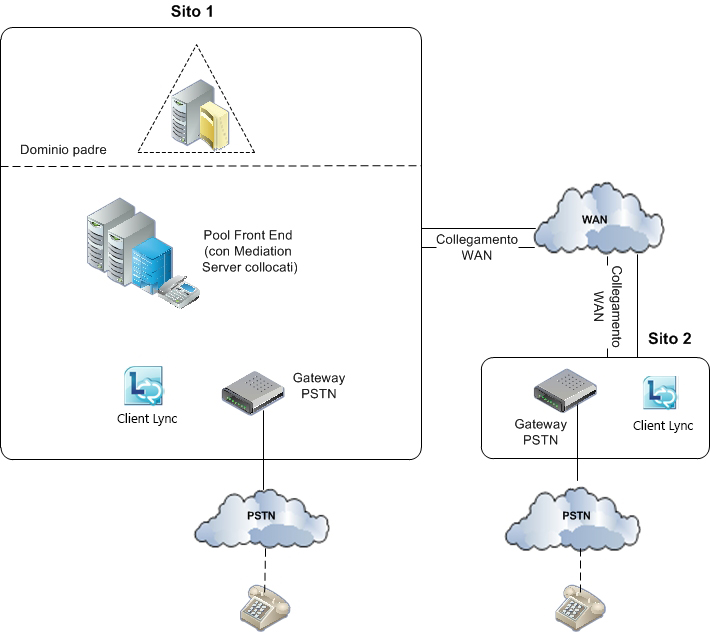 Sito 1
Dominio padre
Pool Front End
(con Mediation
Server collocati)
Client Lync
Gateway
PSTN
PSTN
Collegamento
WAN
WAN
Collegamento
WAN
Sito 2
Gateway
PSTN
Client Lync
PSTN